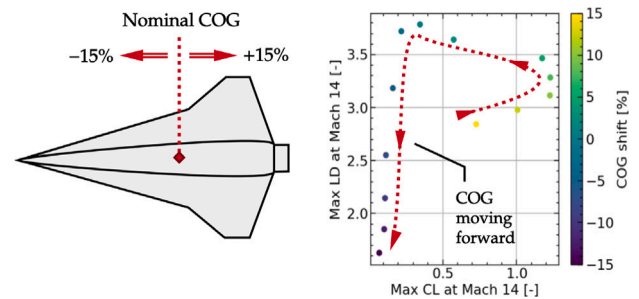 Nominal COG
−15%
+15%
Max LD at Mach 14 [-]
3.5
3.0
2.5
2.0
0.0
0.5
1.0
Max CL at Mach 14 [-]
COG
moving
forward
15
10
5
0
−5
−10
−15
COG shift [%]